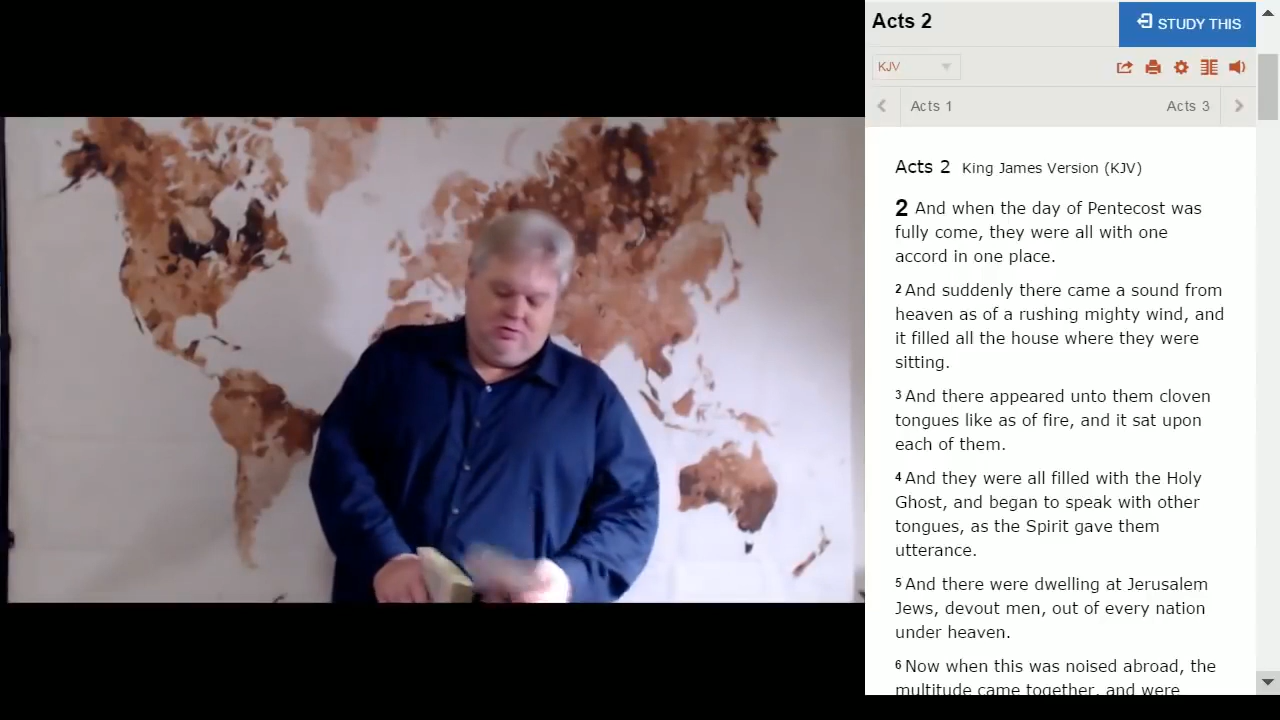 Acts 2
STUDY THIS
KJV
Acts 1
Acts 3
Acts 2 King James Version (KJV)
2 And when the day of Pentecost was
fully come, they were all with one
accord in one place.
2 And suddenly there came a sound from
heaven as of a rushing mighty wind, and
it filled all the house where they were
sitting.
3 And there appeared unto them cloven
tongues like as of fire, and it sat upon
each of them.
4 And they were all filled with the Holy
Ghost, and began to speak with other
tongues, as the Spirit gave them
utterance.
5 And there were dwelling at Jerusalem
Jews, devout men, out of every nation
under heaven.
6 Now when this was noised abroad, the
multitude came together, and were